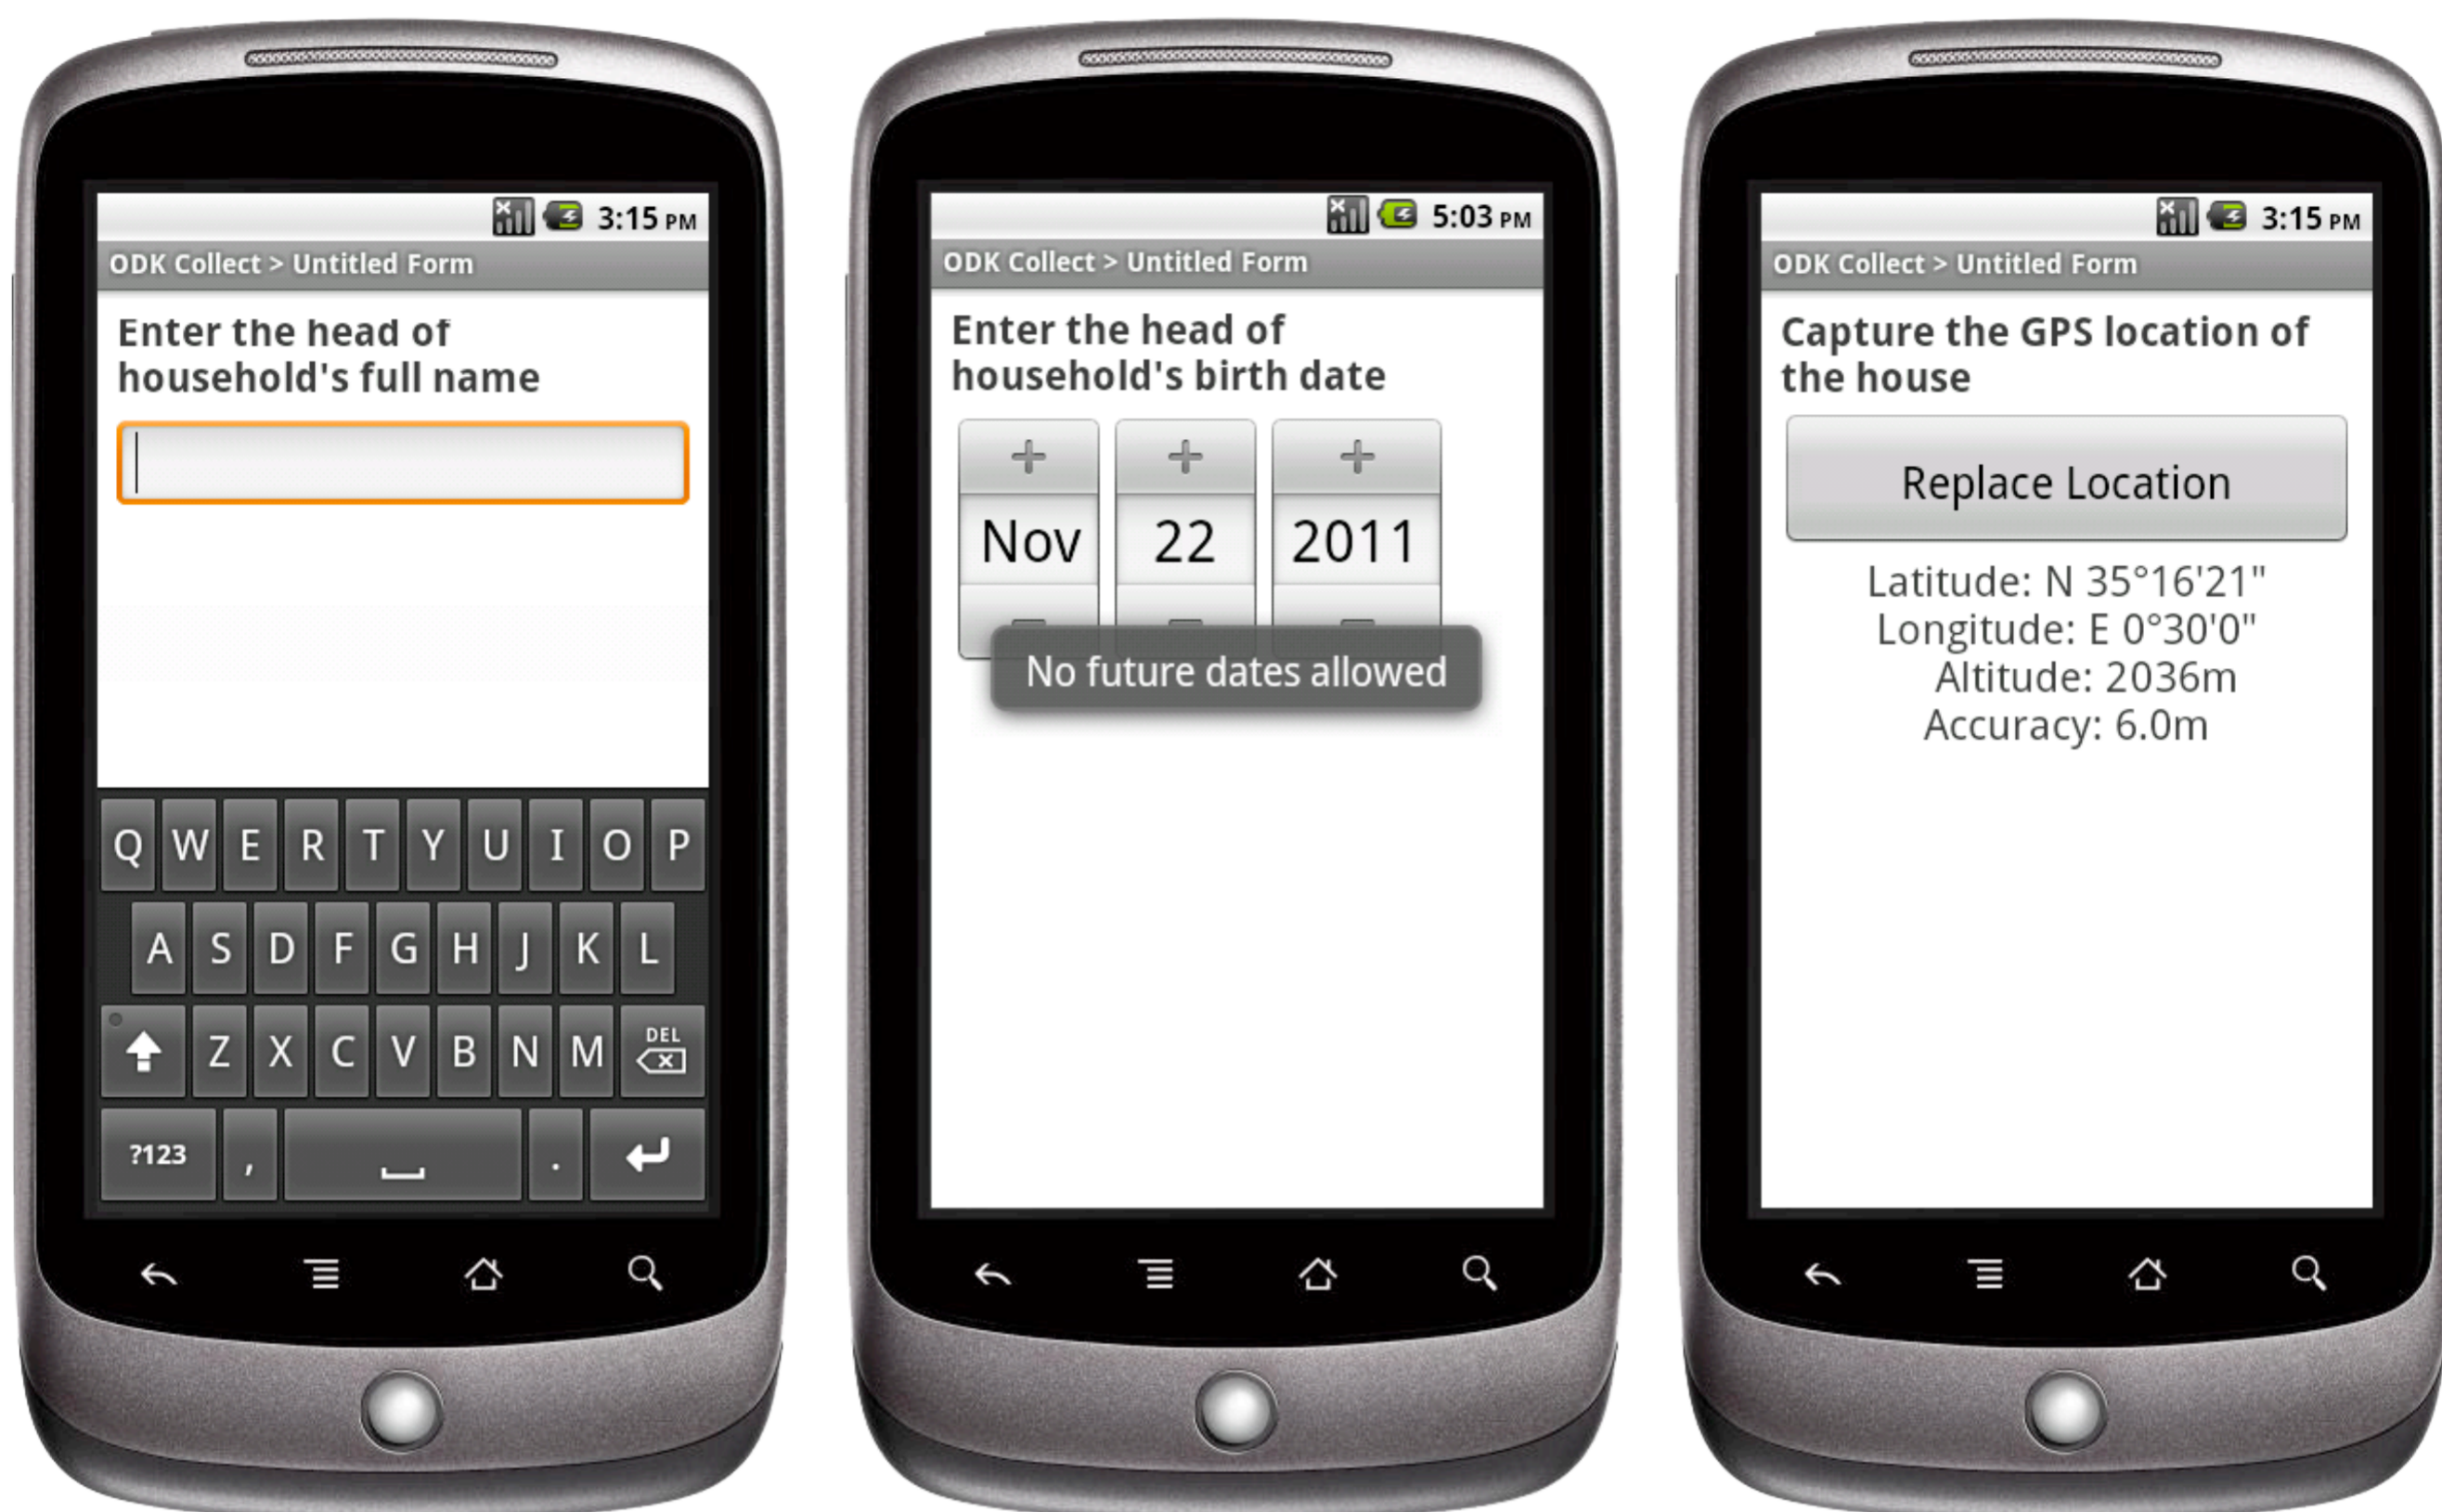 3:15 PM
ODK Collect > Untitled Form
Enter the head of
household's full name
Q W E R T Y U I O P
A S D F G H J K L
Z X C V B N M DEL
?123 , .
5:03 PM
ODK Collect > Untitled Form
Enter the head of
household's birth date
Nov 22 2011
No future dates allowed
3:15 PM
ODK Collect > Untitled Form
Capture the GPS location of
the house
Replace Location
Latitude: N 35°16'21"
Longitude: E 0°30'0"
Altitude: 2036m
Accuracy: 6.0m